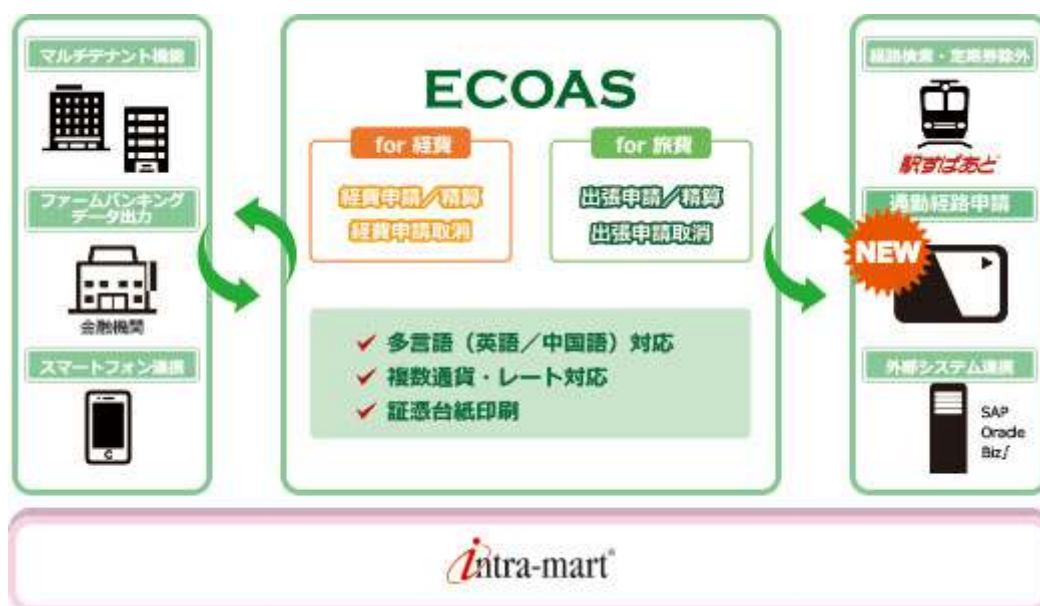 マルチテナント機能
ファームバンキング
データ出力
金融機関
スマートフォン連携
ECOAS
for 経費
経費申請／精算
経費申請取消
for 旅費
出張申請／精算
出張申請取消
✓ 多言語（英語／中国語）対応
✓ 複数通貨・レート対応
✓ 証憑台紙印刷
経路検索・定期券除外
駅すぱあと
通勤経路申請
NEW
外部システム連携
SAP
Oracle
Biz∫
intra-mart®